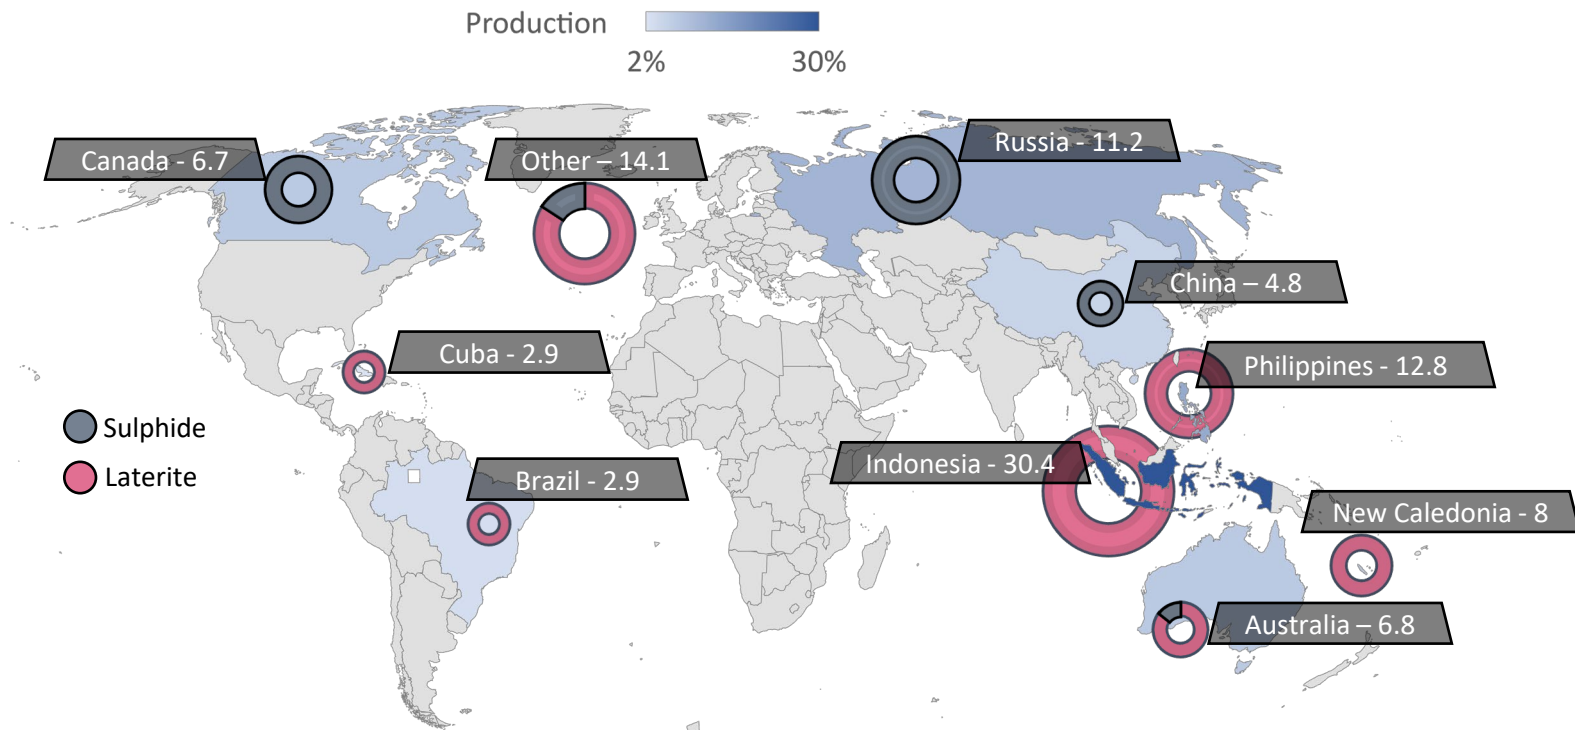 Production
2% 30%
Canada - 6.7
Other – 14.1
Russia - 11.2
China – 4.8
Cuba - 2.9
Philippines - 12.8
Sulphide
Laterite
Indonesia - 30.4
Brazil - 2.9
New Caledonia - 8
Australia – 6.8